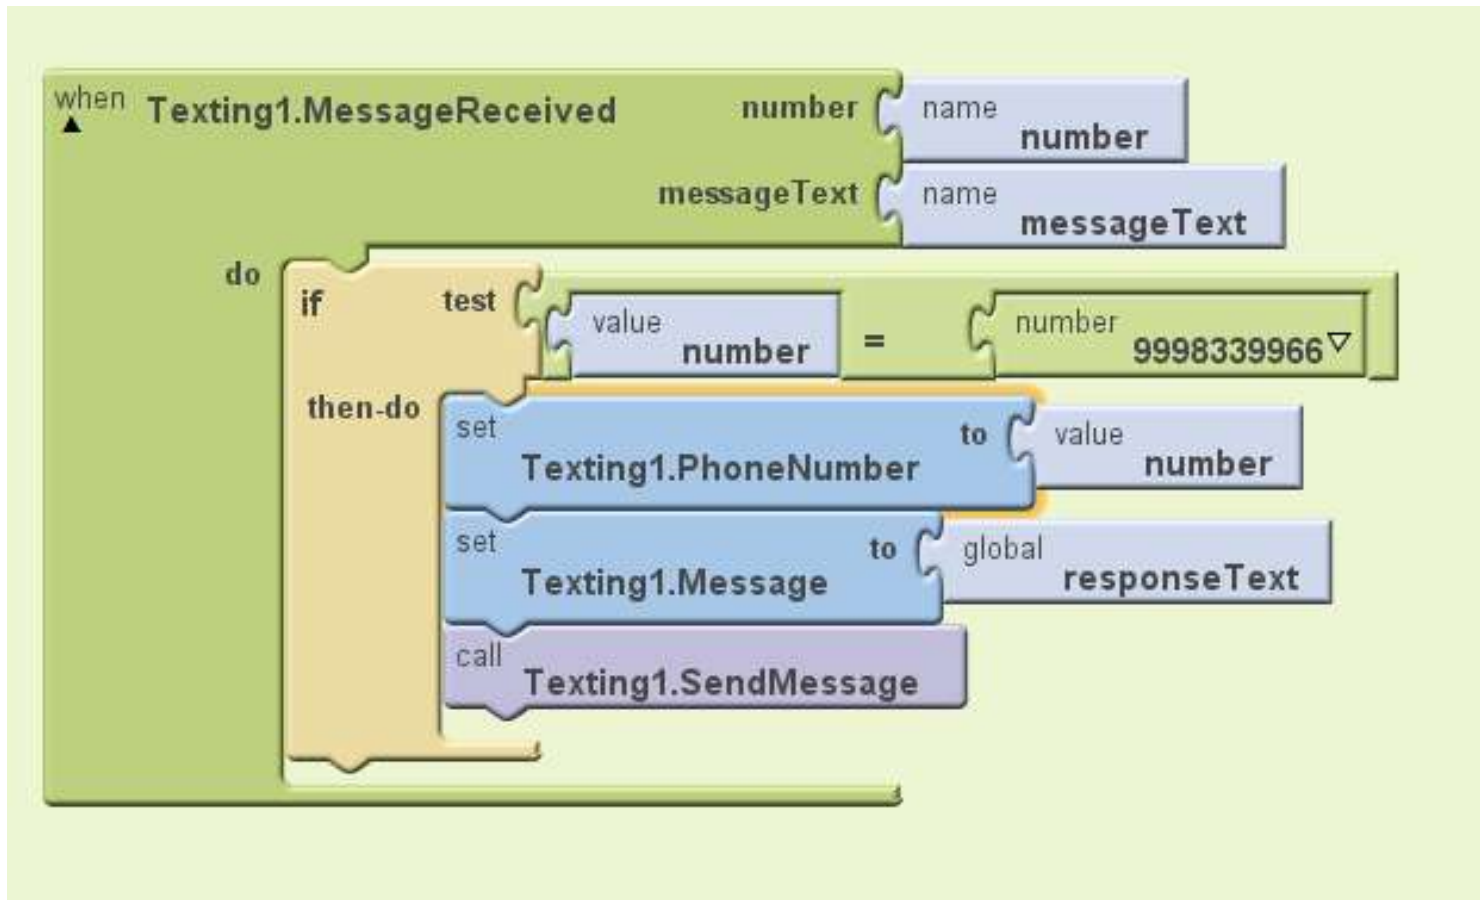 when Texting1.MessageReceived number name number
messageText name messageText
do
if test value number = number 9998339966
then-do
set Texting1.PhoneNumber to value number
set Texting1.Message to global responseText
call Texting1.SendMessage